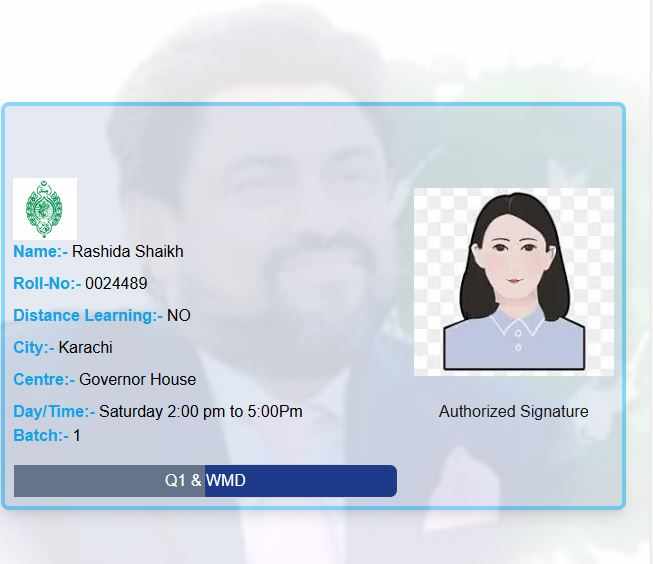 Name:- Rashida Shaikh
Roll-No:- 0024489
Distance Learning:- NO
City:- Karachi
Centre:- Governor House
Day/Time:- Saturday 2:00 pm to 5:00Pm
Batch:- 1
Authorized Signature
Q1 & WMD